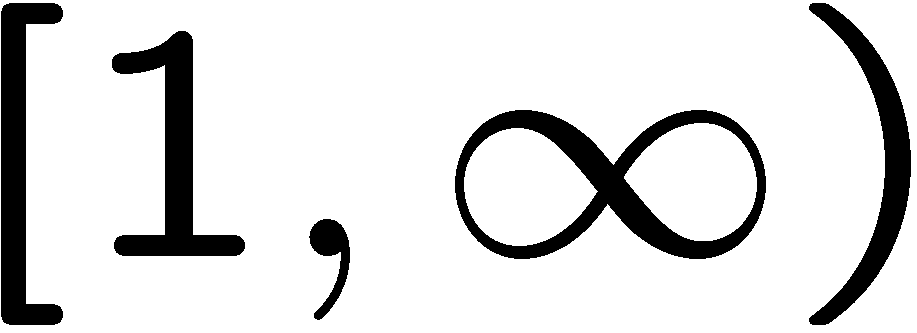 [1, ∞)